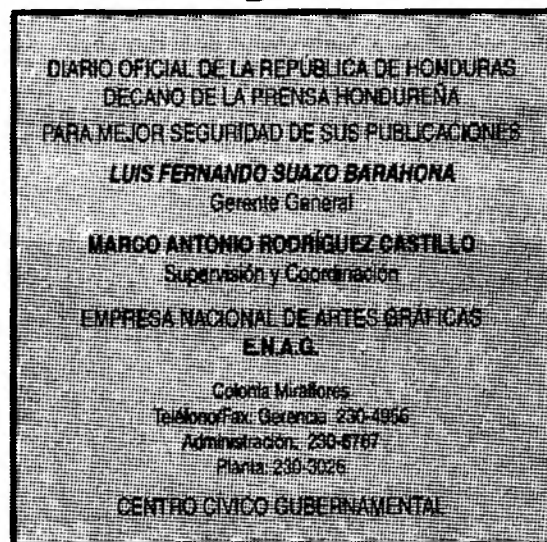 DIARIO OFICIAL DE LA REPÚBLICA DE HONDURAS
DECANO DE LA PRENSA HONDUREÑA
PARA MEJOR SEGURIDAD DE SUS PUBLICACIONES
LUIS FERNANDO SUAZO BARAHONA
Gerente General
MARCO ANTONIO RODRÍGUEZ CASTILLO
Supervisión y Coordinación
EMPRESA NACIONAL DE ARTES GRÁFICAS
E.N.A.G.
Colonia Miraflores
Teléfono/Fax: Gerencia 230-4956
Administración: 230-6767
Planta: 230-3026
CENTRO CÍVICO GUBERNAMENTAL